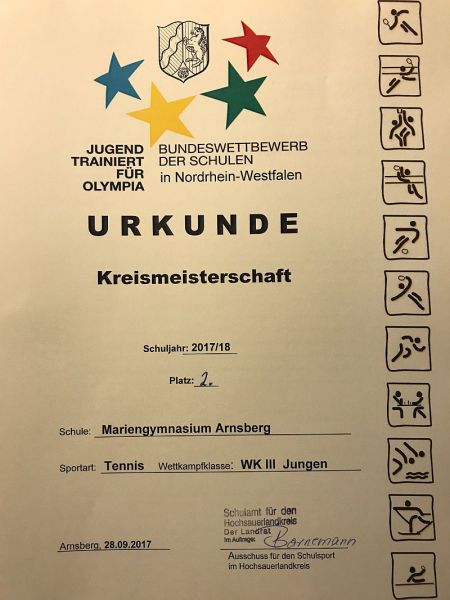 JUGEND
TRAINIERT
FÜR
OLYMPIA
BUNDESWETTBEWERB
DER SCHULEN
in Nordrhein-Westfalen
URKUNDE
Kreismeisterschaft
Schuljahr: 2017/18
Platz: 2.
Schule: Mariengymnasium Arnsberg
Sportart: Tennis Wettkampfklasse: WK III Jungen
Schulamt für den
Hochsauerlandkreis
Der Landrat
Im Auftrage: Bornemann
Arnsberg, 28.09.2017
Ausschuss für den Schulsport
im Hochsauerlandkreis